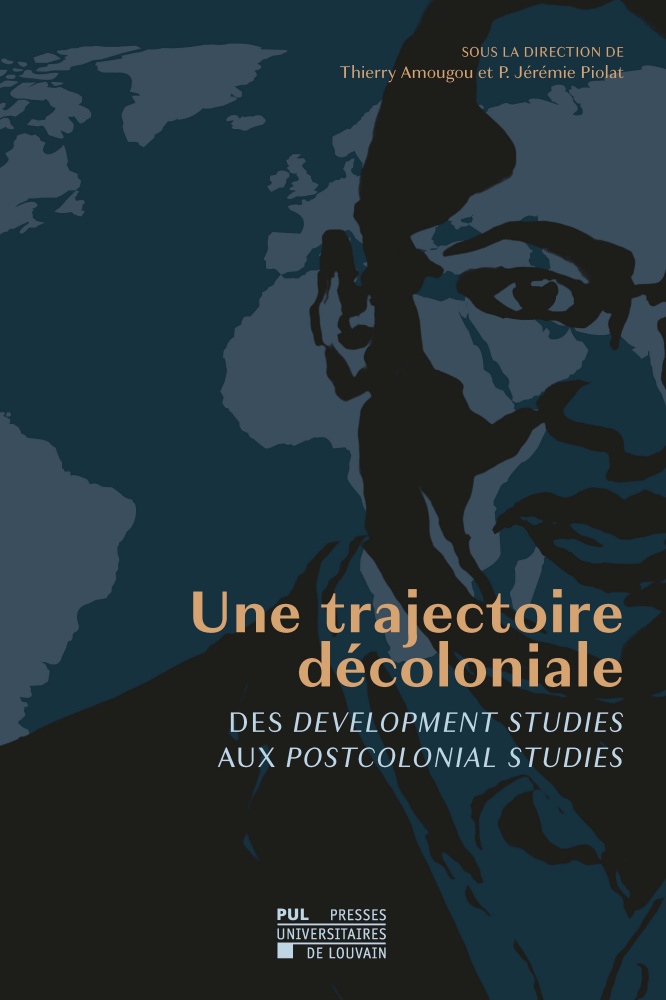 SOUS LA DIRECTION DE
Thierry Amougou et P. Jérémie Piolat
Une trajectoire
décoloniale
DES DEVELOPMENT STUDIES
AUX POSTCOLONIAL STUDIES
PUL PRESSES
UNIVERSITAIRES
DE LOUVAIN